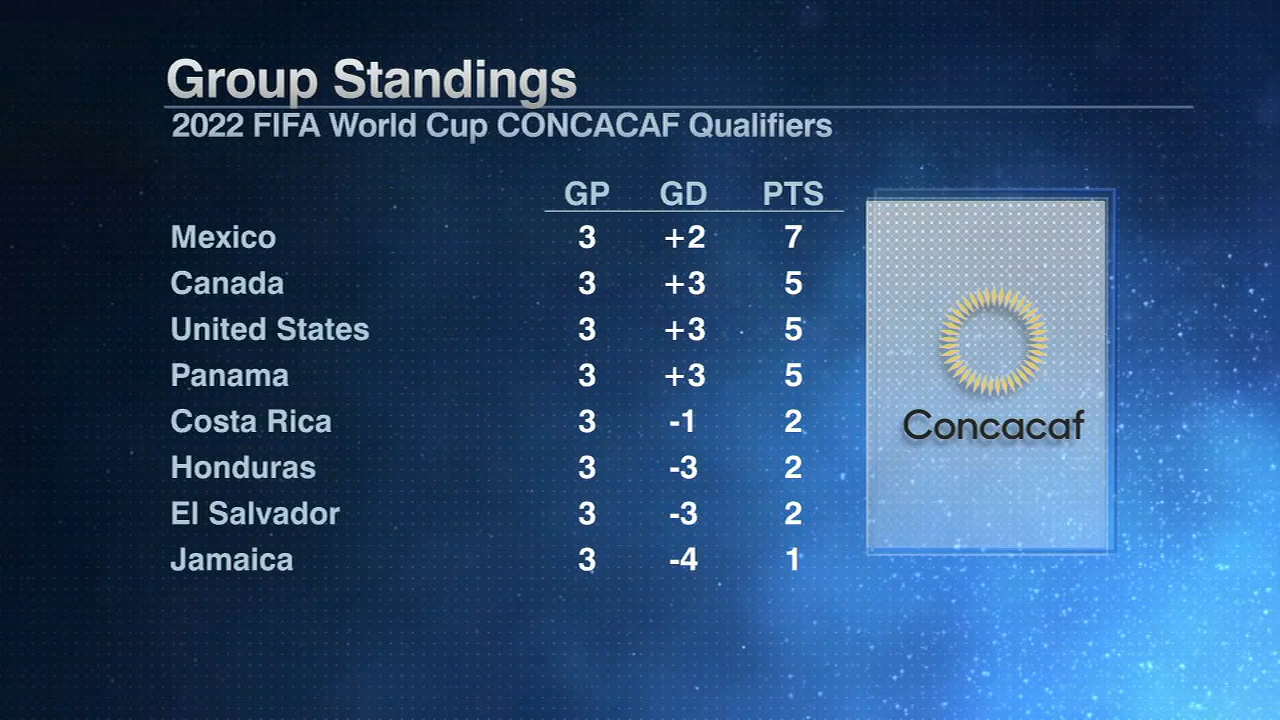 Group Standings
2022 FIFA World Cup CONCACAF Qualifiers
GP GD PTS
Mexico 3 +2 7
Canada 3 +3 5
United States 3 +3 5
Panama 3 +3 5
Costa Rica 3 -1 2
Honduras 3 -3 2
El Salvador 3 -3 2
Jamaica 3 -4 1
Concacaf